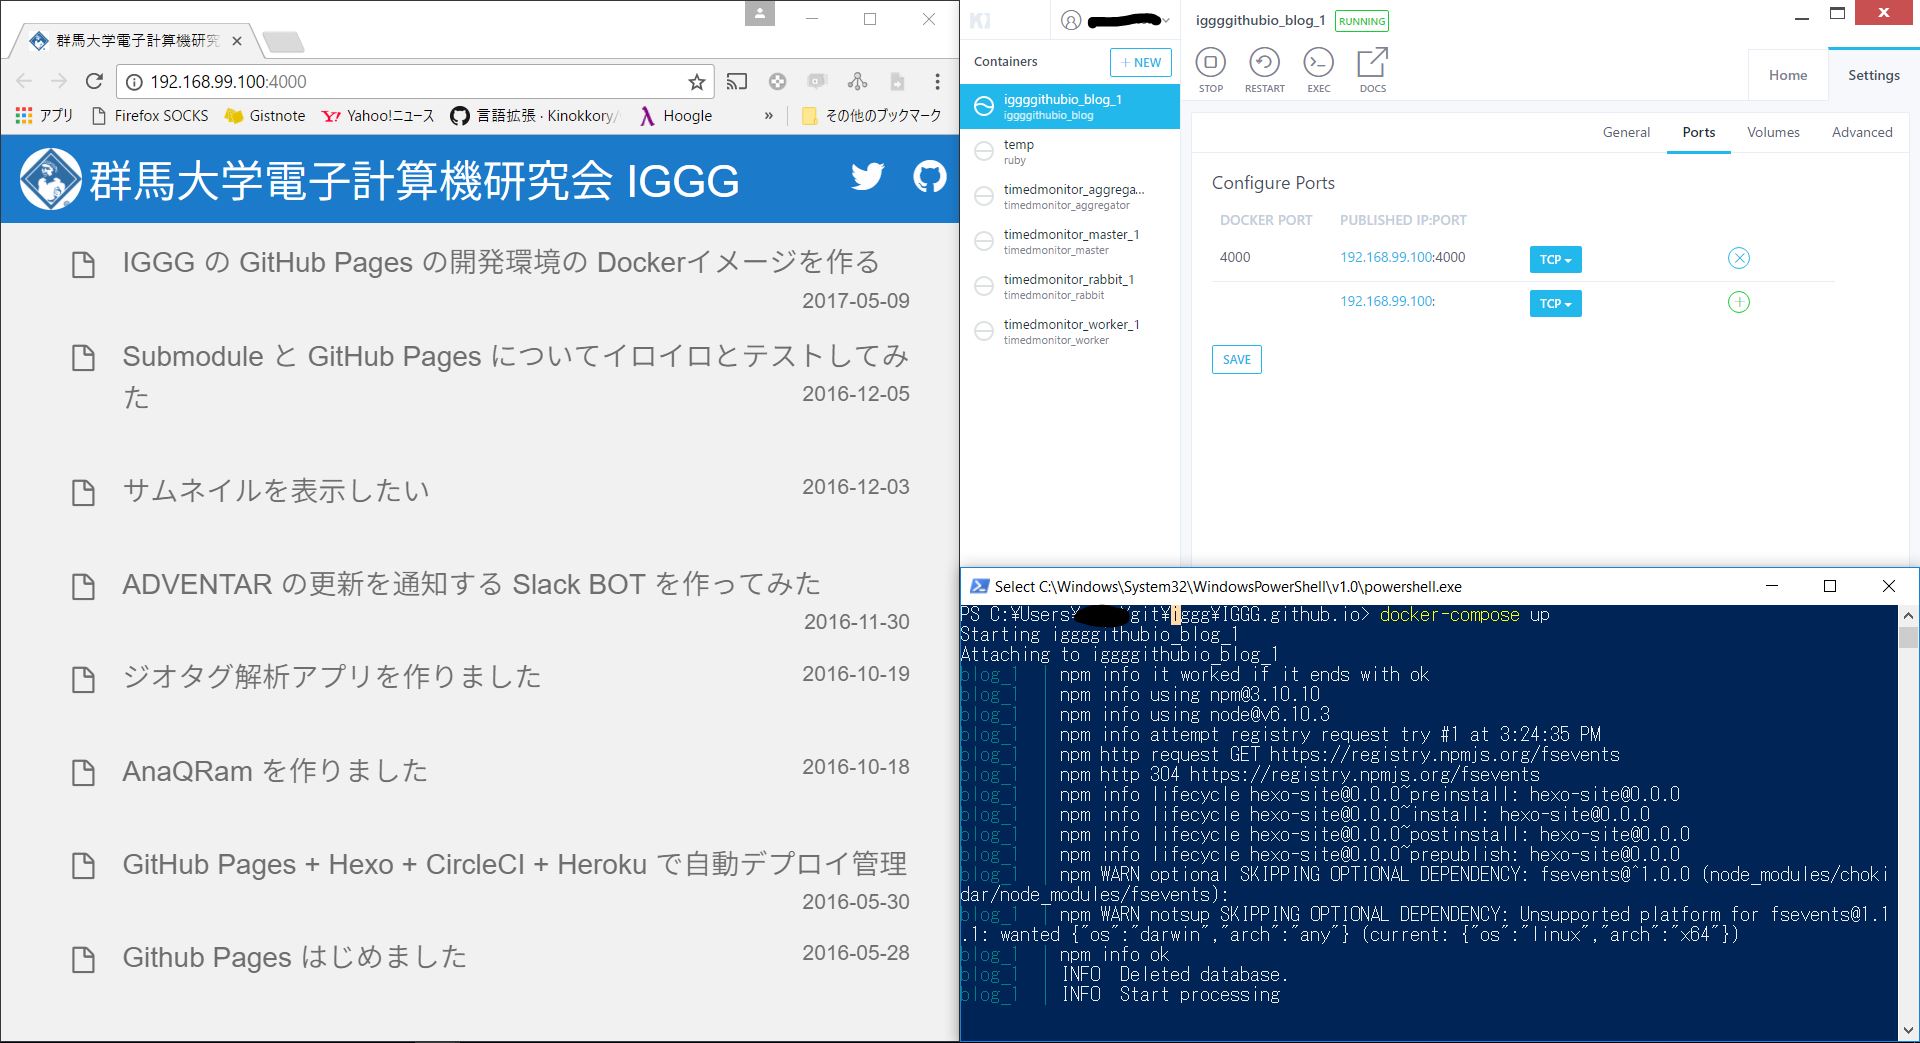 群馬大学電子計算機研究
192.168.99.100:4000
アプリ
Firefox SOCKS
Gistnote
Yahoo!ニュース
言語拡張 · Kinokkory/
Hoogle
»
その他のブックマーク
群馬大学電子計算機研究会 IGGG
IGGG の GitHub Pages の開発環境の Dockerイメージを作る
2017-05-09
Submodule と GitHub Pages についてイロイロとテストしてみ
た
2016-12-05
サムネイルを表示したい
2016-12-03
ADVENTAR の更新を通知する Slack BOT を作ってみた
2016-11-30
ジオタグ解析アプリを作りました
2016-10-19
AnaQRam を作りました
2016-10-18
GitHub Pages + Hexo + CircleCI + Heroku で自動デプロイ管理
2016-05-30
Github Pages はじめました
2016-05-28
Containers
+ NEW
iggggithubio_blog_1
iggggithubio_blog
temp
ruby
timedmonitor_aggrega...
timedmonitor_aggregator
timedmonitor_master_1
timedmonitor_master
timedmonitor_rabbit_1
timedmonitor_rabbit
timedmonitor_worker_1
timedmonitor_worker
iggggithubio_blog_1 RUNNING
STOP RESTART EXEC DOCS
Home Settings
General Ports Volumes Advanced
Configure Ports
DOCKER PORT PUBLISHED IP:PORT
4000 192.168.99.100:4000 TCP
192.168.99.100: TCP
SAVE
Select C:\Windows\System32\WindowsPowerShell\v1.0\powershell.exe
PS C:¥Users¥ ¥git¥iggg¥IGGG.github.io> docker-compose up
Starting iggggithubio_blog_1
Attaching to iggggithubio_blog_1
blog_1 | npm info it worked if it ends with ok
blog_1 | npm info using npm@3.10.10
blog_1 | npm info using node@v6.10.3
blog_1 | npm info attempt registry request try #1 at 3:24:35 PM
blog_1 | npm http request GET https://registry.npmjs.org/fsevents
blog_1 | npm http 304 https://registry.npmjs.org/fsevents
blog_1 | npm info lifecycle hexo-site@0.0.0~preinstall: hexo-site@0.0.0
blog_1 | npm info lifecycle hexo-site@0.0.0~install: hexo-site@0.0.0
blog_1 | npm info lifecycle hexo-site@0.0.0~postinstall: hexo-site@0.0.0
blog_1 | npm info lifecycle hexo-site@0.0.0~prepublish: hexo-site@0.0.0
blog_1 | npm WARN optional SKIPPING OPTIONAL DEPENDENCY: fsevents@^1.0.0 (node_modules/choki
dar/node_modules/fsevents):
blog_1 | npm WARN notsup SKIPPING OPTIONAL DEPENDENCY: Unsupported platform for fsevents@1.1
.1: wanted {"os":"darwin","arch":"any"} (current: {"os":"linux","arch":"x64"})
blog_1 | npm info ok
blog_1 | INFO  Deleted database.
blog_1 | INFO  Start processing